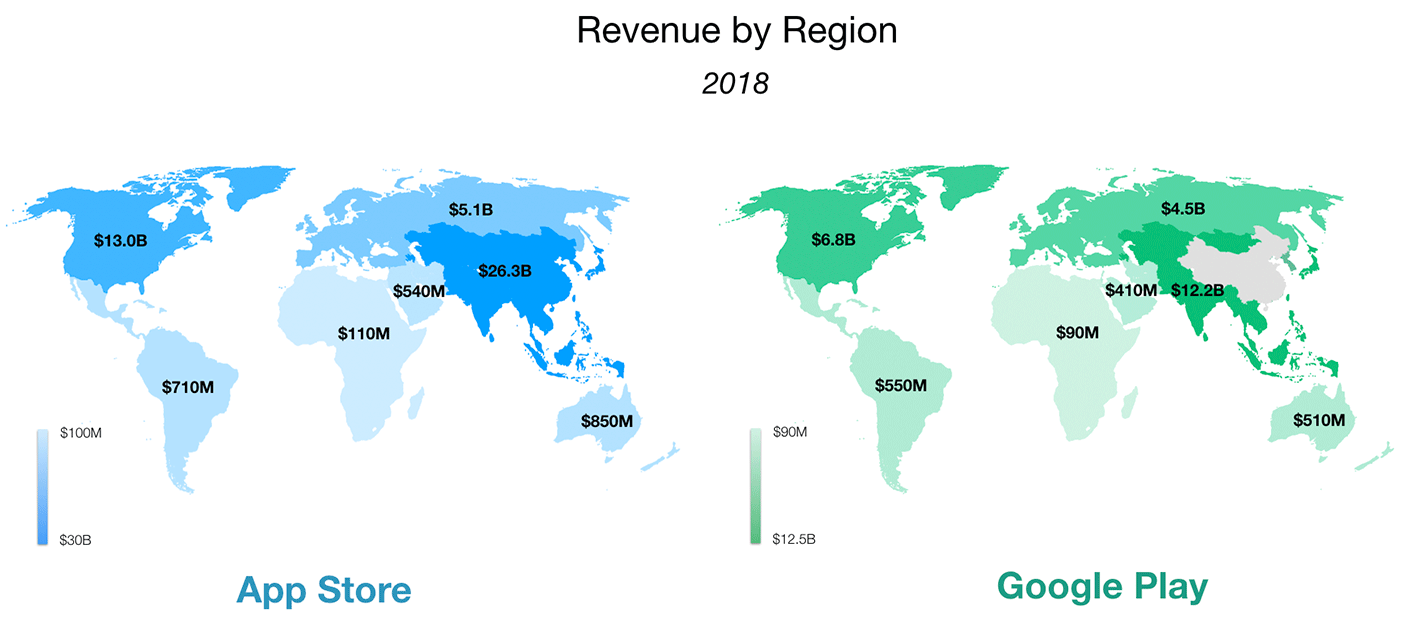 Revenue by Region
2018
$13.0B
$5.1B
$26.3B
$540M
$110M
$710M
$850M
$100M
$30B
App Store
$6.8B
$4.5B
$410M
$12.2B
$90M
$550M
$510M
$90M
$12.5B
Google Play